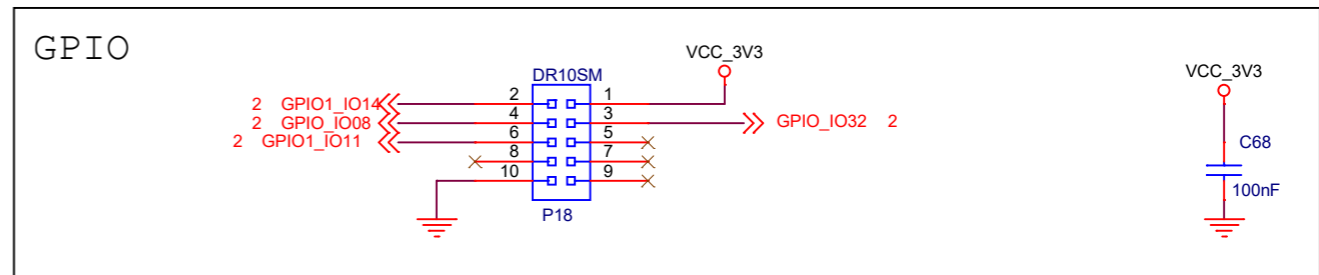 GPIO
VCC_3V3
VCC_3V3
DR10SM
2 GPIO1_IO14 2 1
2 GPIO_IO08 4 3 GPIO_IO32 2
2 GPIO1_IO11 6 5
8 7
10 9
P18
C68
100nF